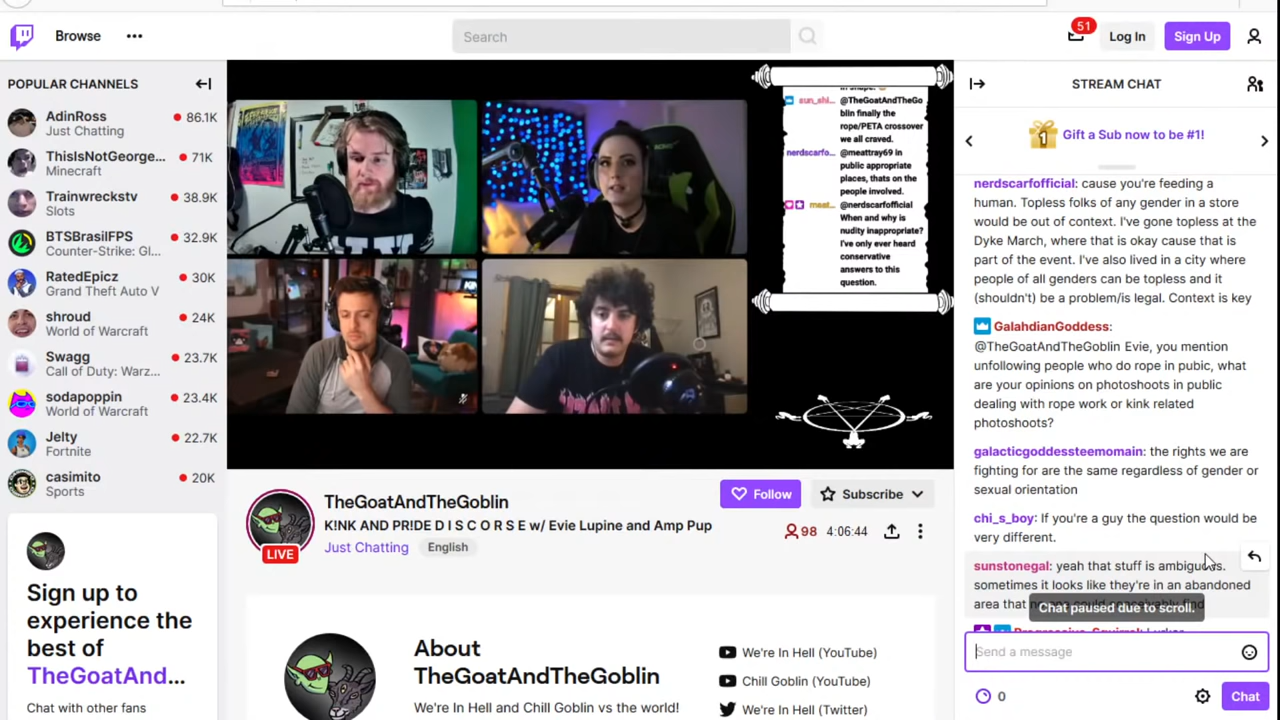 Browse
Search
51
Log In
Sign Up
POPULAR CHANNELS
AdinRoss
86.1K
Just Chatting
ThisIsNotGeorge...
71K
Minecraft
Trainwreckstv
38.9K
Slots
BTSBrasilFPS
32.9K
Counter-Strike: Gl...
RatedEpicz
30K
Grand Theft Auto V
shroud
24K
World of Warcraft
Swagg
23.7K
Call of Duty: Warz...
sodapoppin
23.4K
World of Warcraft
Jelty
22.7K
Fortnite
casimito
20K
Sports
Sign up to
experience the
best of
TheGoatAnd...
Chat with other fans
sun_shi... @TheGoatAndTheGo
blin finally the
rope/PETA crossover
we all craved.
nerdscarfo... @meattray69 in
public appropriate
places, thats on the
people involved.
meat... @nerdscarfofficial
When and why is
nudity inappropriate?
I've only ever heard
conservative
answers to this
question.
TheGoatAndTheGoblin
Follow
Subscribe
K!NK AND PR!DE D I S C O R S E w/ Evie Lupine and Amp Pup
98
4:06:44
Just Chatting
English
LIVE
About
TheGoatAndTheGoblin
We're In Hell and Chill Goblin vs the world!
We're In Hell (YouTube)
Chill Goblin (YouTube)
We're In Hell (Twitter)
STREAM CHAT
1
Gift a Sub now to be #1!
nerdscarfofficial: cause you're feeding a
human. Topless folks of any gender in a store
would be out of context. I've gone topless at the
Dyke March, where that is okay cause that is
part of the event. I've also lived in a city where
people of all genders can be topless and it
(shouldn't) be a problem/is legal. Context is key
GalahdianGoddess:
@TheGoatAndTheGoblin Evie, you mention
unfollowing people who do rope in pubic, what
are your opinions on photoshoots in public
dealing with rope work or kink related
photoshoots?
galacticgoddessteemomain: the rights we are
fighting for are the same regardless of gender or
sexual orientation
chi_s_boy: If you're a guy the question would be
very different.
sunstonegal: yeah that stuff is ambiguous.
sometimes it looks like they're in an abandoned
area that
Chat paused due to scroll.
Send a message
0
Chat